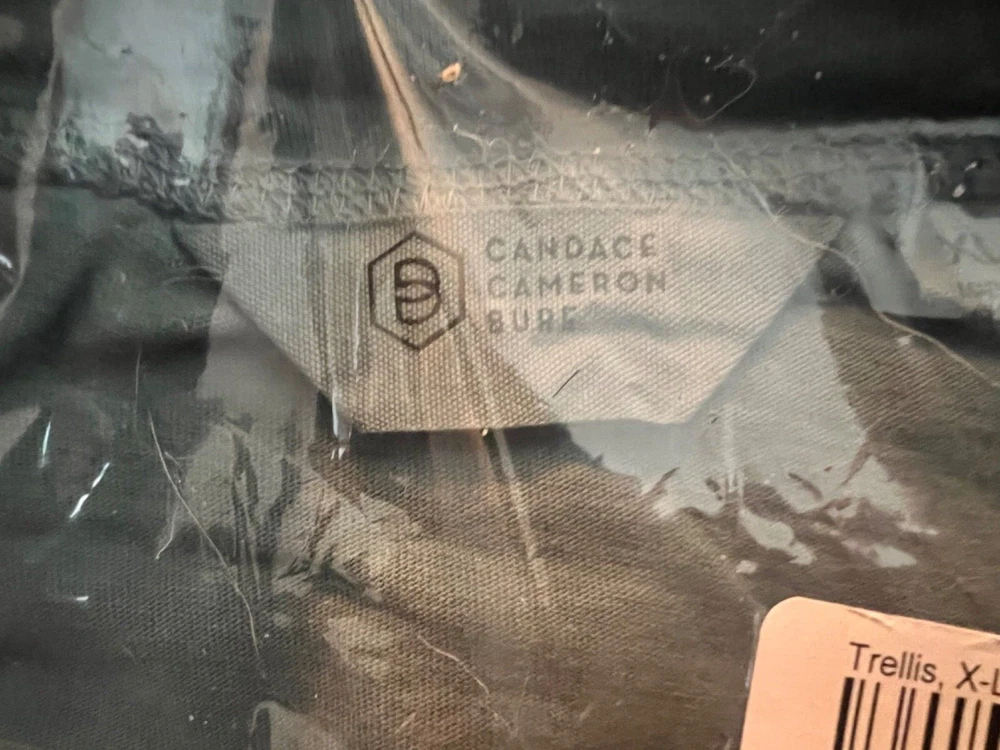 CANDACE
CAMERON
BURE
Trellis, X-L